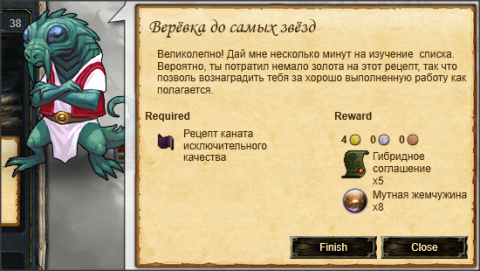 38
Верёвка до самых звёзд
Великолепно! Дай мне несколько минут на изучение списка.
Вероятно, ты потратил немало золота на этот рецепт, так что
позволь вознаградить тебя за хорошо выполненную работу как
полагается.
Required
Рецепт каната
исключительного
качества
Reward
4 0 0
Гибридное
соглашение
x5
Мутная жемчужина
x8
Finish
Close